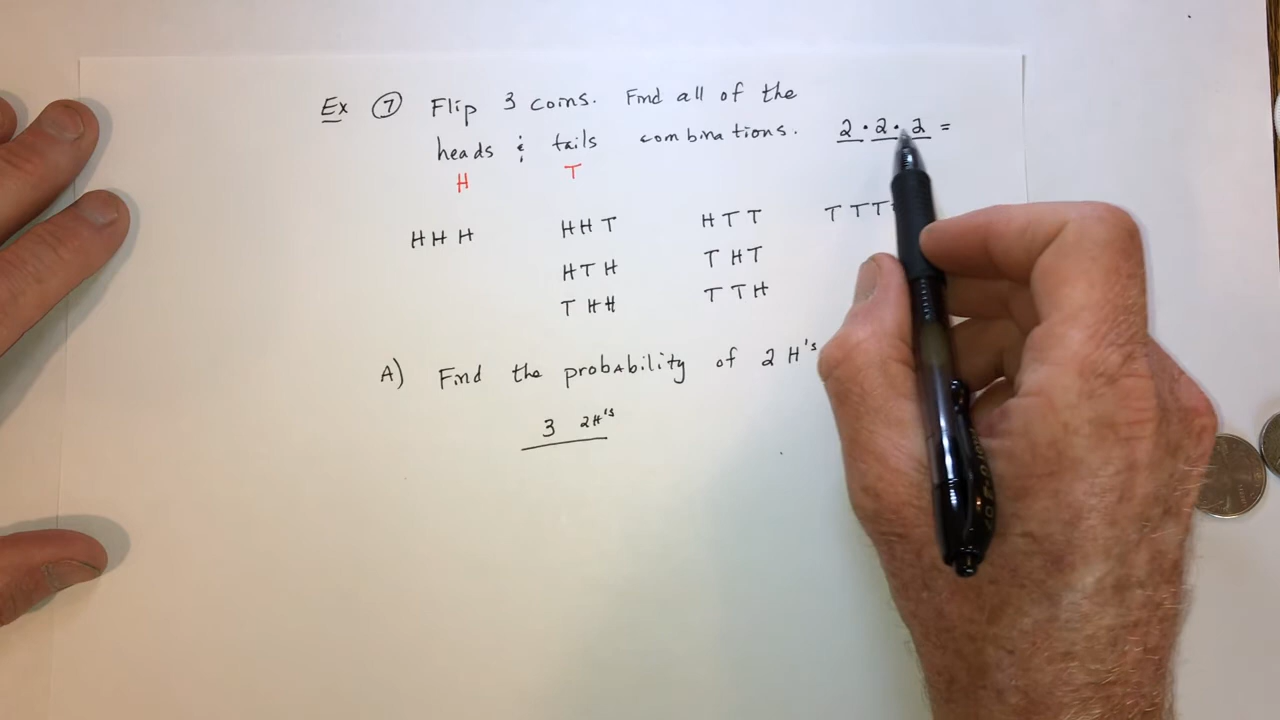 Ex ⑦ Flip 3 coins. Find all of the
heads & tails combinations. 2 · 2 · 2 =
H T
HHH HHT HTT TTT
HTH THT
THH TTH
A) Find the probability of 2 H's
3 2H's